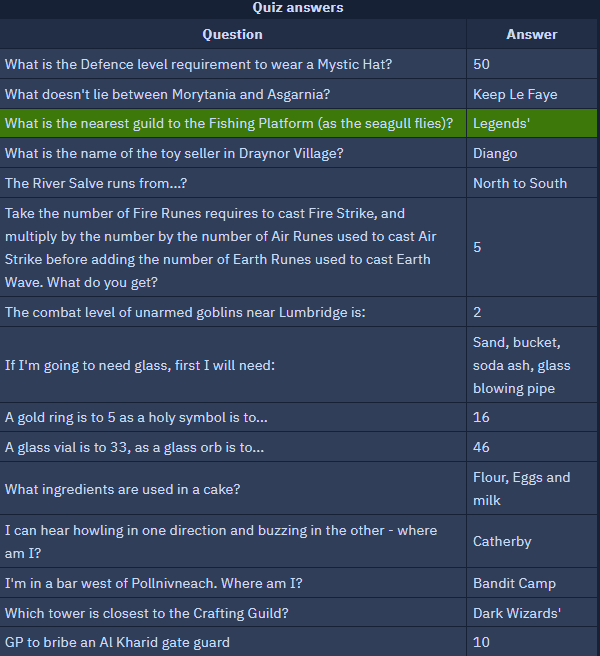 Quiz answers
Question Answer
What is the Defence level requirement to wear a Mystic Hat? 50
What doesn't lie between Morytania and Asgarnia? Keep Le Faye
What is the nearest guild to the Fishing Platform (as the seagull flies)? Legends'
What is the name of the toy seller in Draynor Village? Diango
The River Salve runs from...? North to South
Take the number of Fire Runes requires to cast Fire Strike, and
multiply by the number by the number of Air Runes used to cast Air
Strike before adding the number of Earth Runes used to cast Earth
Wave. What do you get?
5
The combat level of unarmed goblins near Lumbridge is: 2
If I'm going to need glass, first I will need:
Sand, bucket,
soda ash, glass
blowing pipe
A gold ring is to 5 as a holy symbol is to... 16
A glass vial is to 33, as a glass orb is to... 46
What ingredients are used in a cake?
Flour, Eggs and
milk
I can hear howling in one direction and buzzing in the other - where
am I?
Catherby
I'm in a bar west of Pollnivneach. Where am I? Bandit Camp
Which tower is closest to the Crafting Guild? Dark Wizards'
GP to bribe an Al Kharid gate guard 10